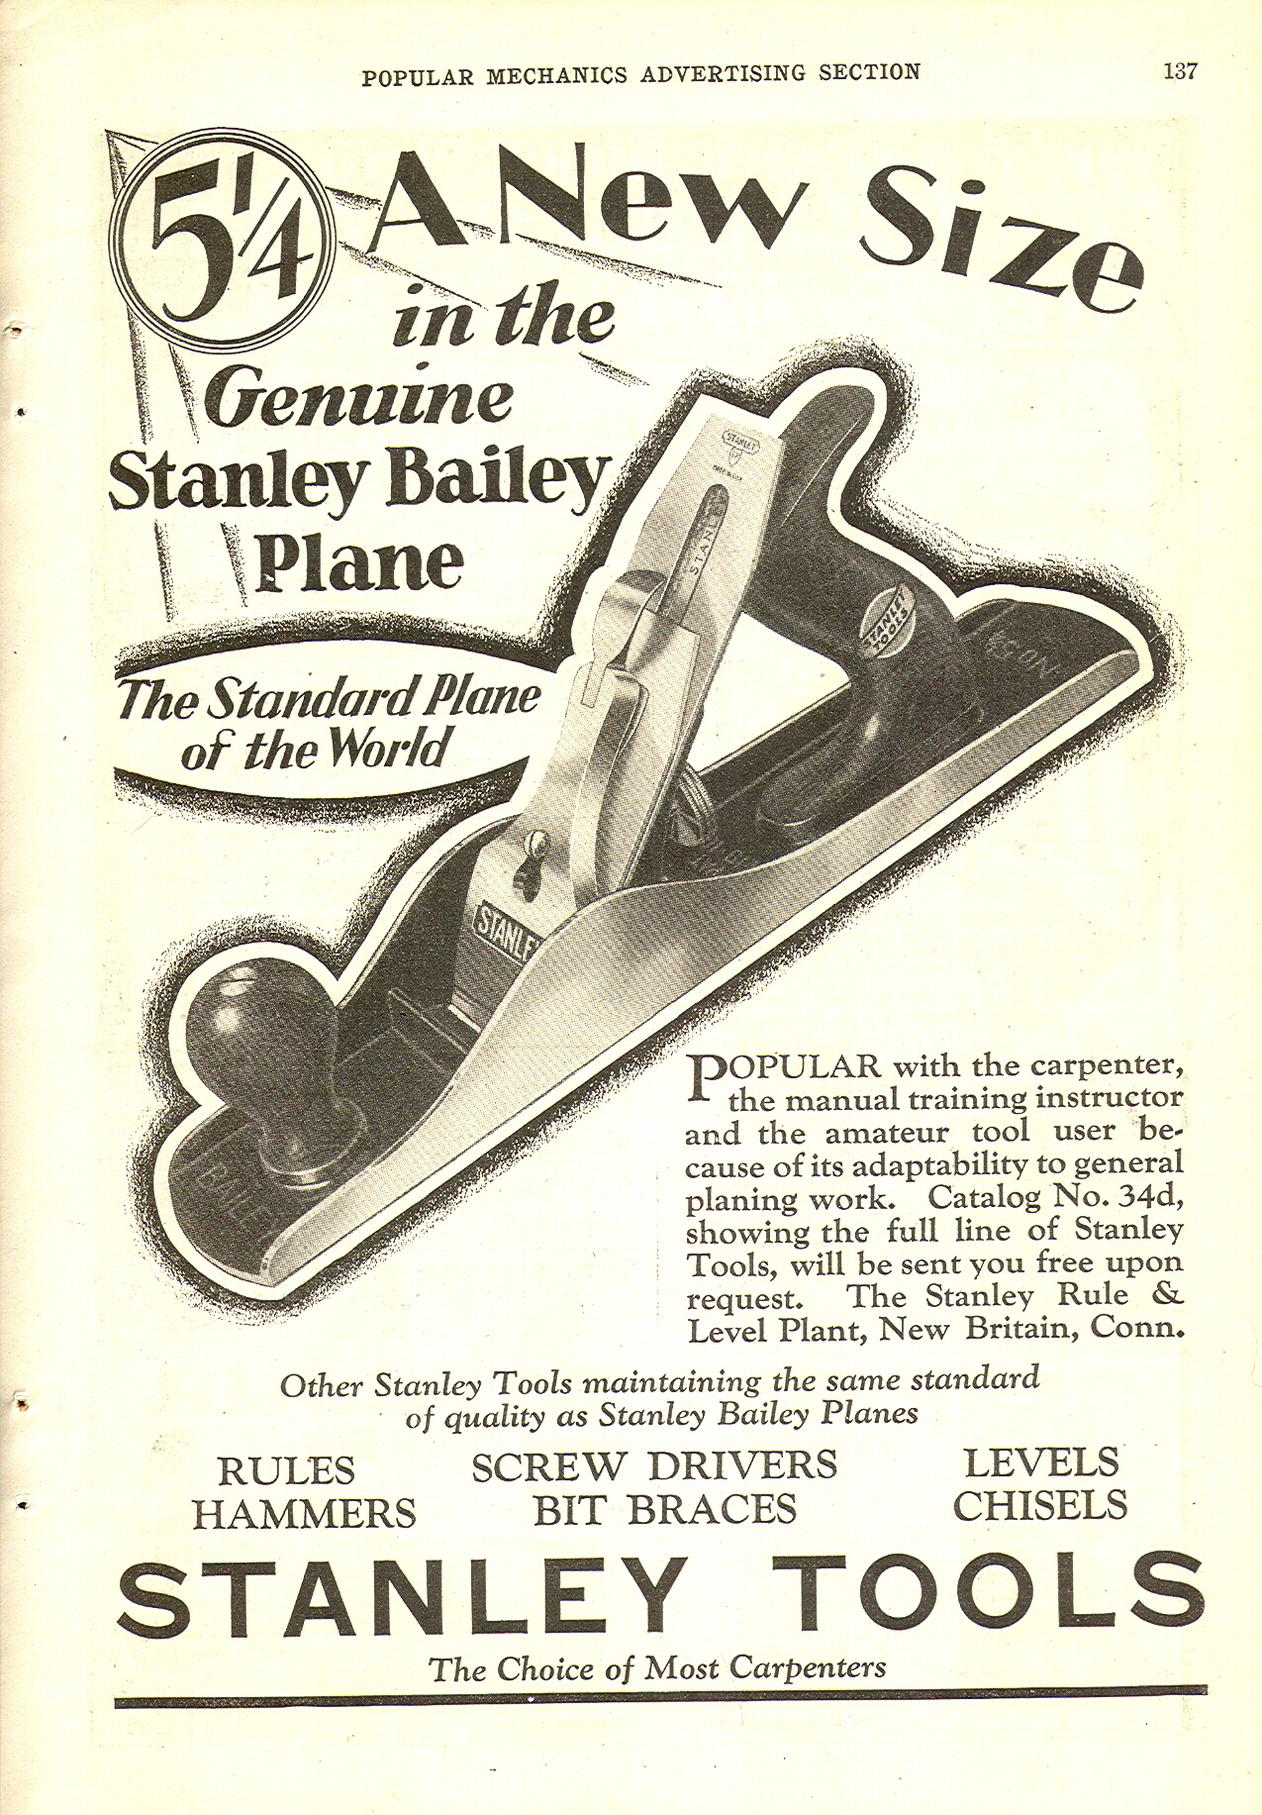 POPULAR MECHANICS ADVERTISING SECTION 137
5 1/4 A New Size
in the
Genuine
Stanley Bailey
Plane
The Standard Plane
of the World
STANLEY
STANLEY
STANLEY
TOOLS
STANLEY
BAILEY
POPULAR with the carpenter,
the manual training instructor
and the amateur tool user be-
cause of its adaptability to general
planing work. Catalog No. 34d,
showing the full line of Stanley
Tools, will be sent you free upon
request. The Stanley Rule &
Level Plant, New Britain, Conn.
Other Stanley Tools maintaining the same standard
of quality as Stanley Bailey Planes
RULES SCREW DRIVERS LEVELS
HAMMERS BIT BRACES CHISELS
STANLEY TOOLS
The Choice of Most Carpenters